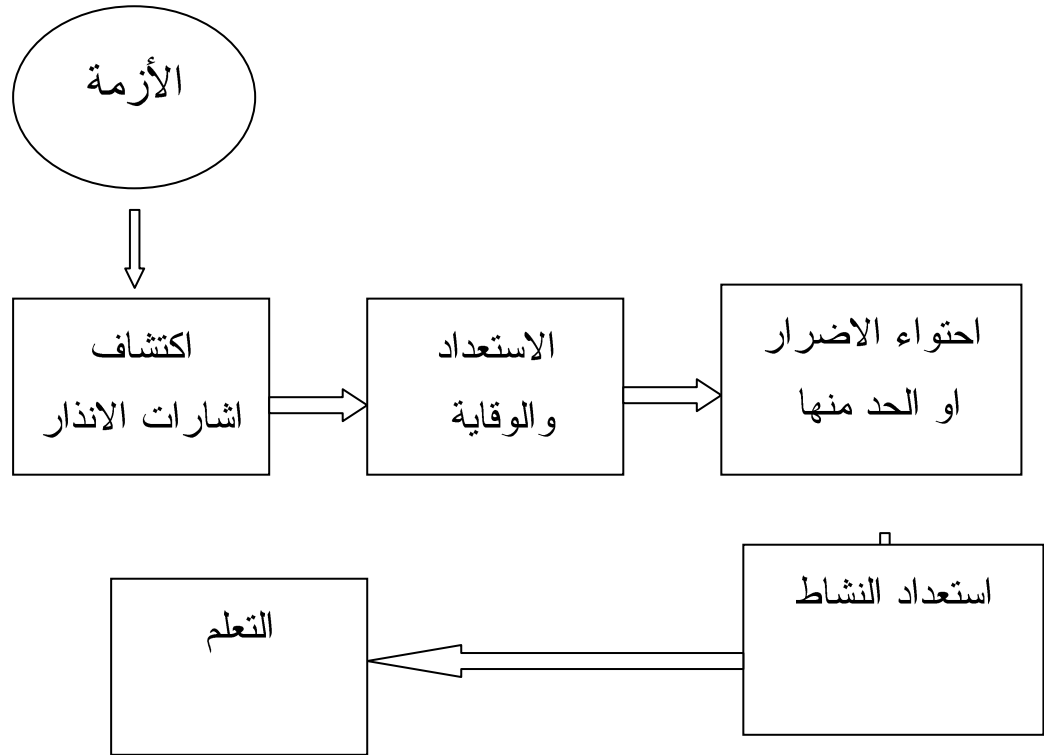 الأزمة
اكتشاف
اشارات الانذار
الاستعداد
والوقاية
احتواء الاضرار
او الحد منها
استعداد النشاط
التعلم